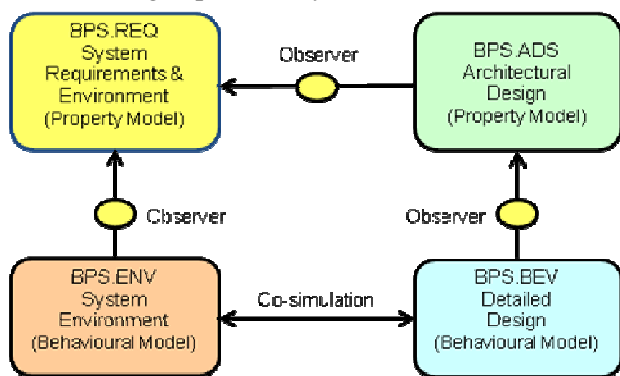 BPS.REQ
System
Requirements &
Environment
(Property Model)
Observer
BPS.ADS
Architectural
Design
(Property Model)
Observer
Observer
BPS.ENV
System
Environment
(Behavioural Model)
Co-simulation
BPS.BEV
Detailed
Design
(Behavioural Model)